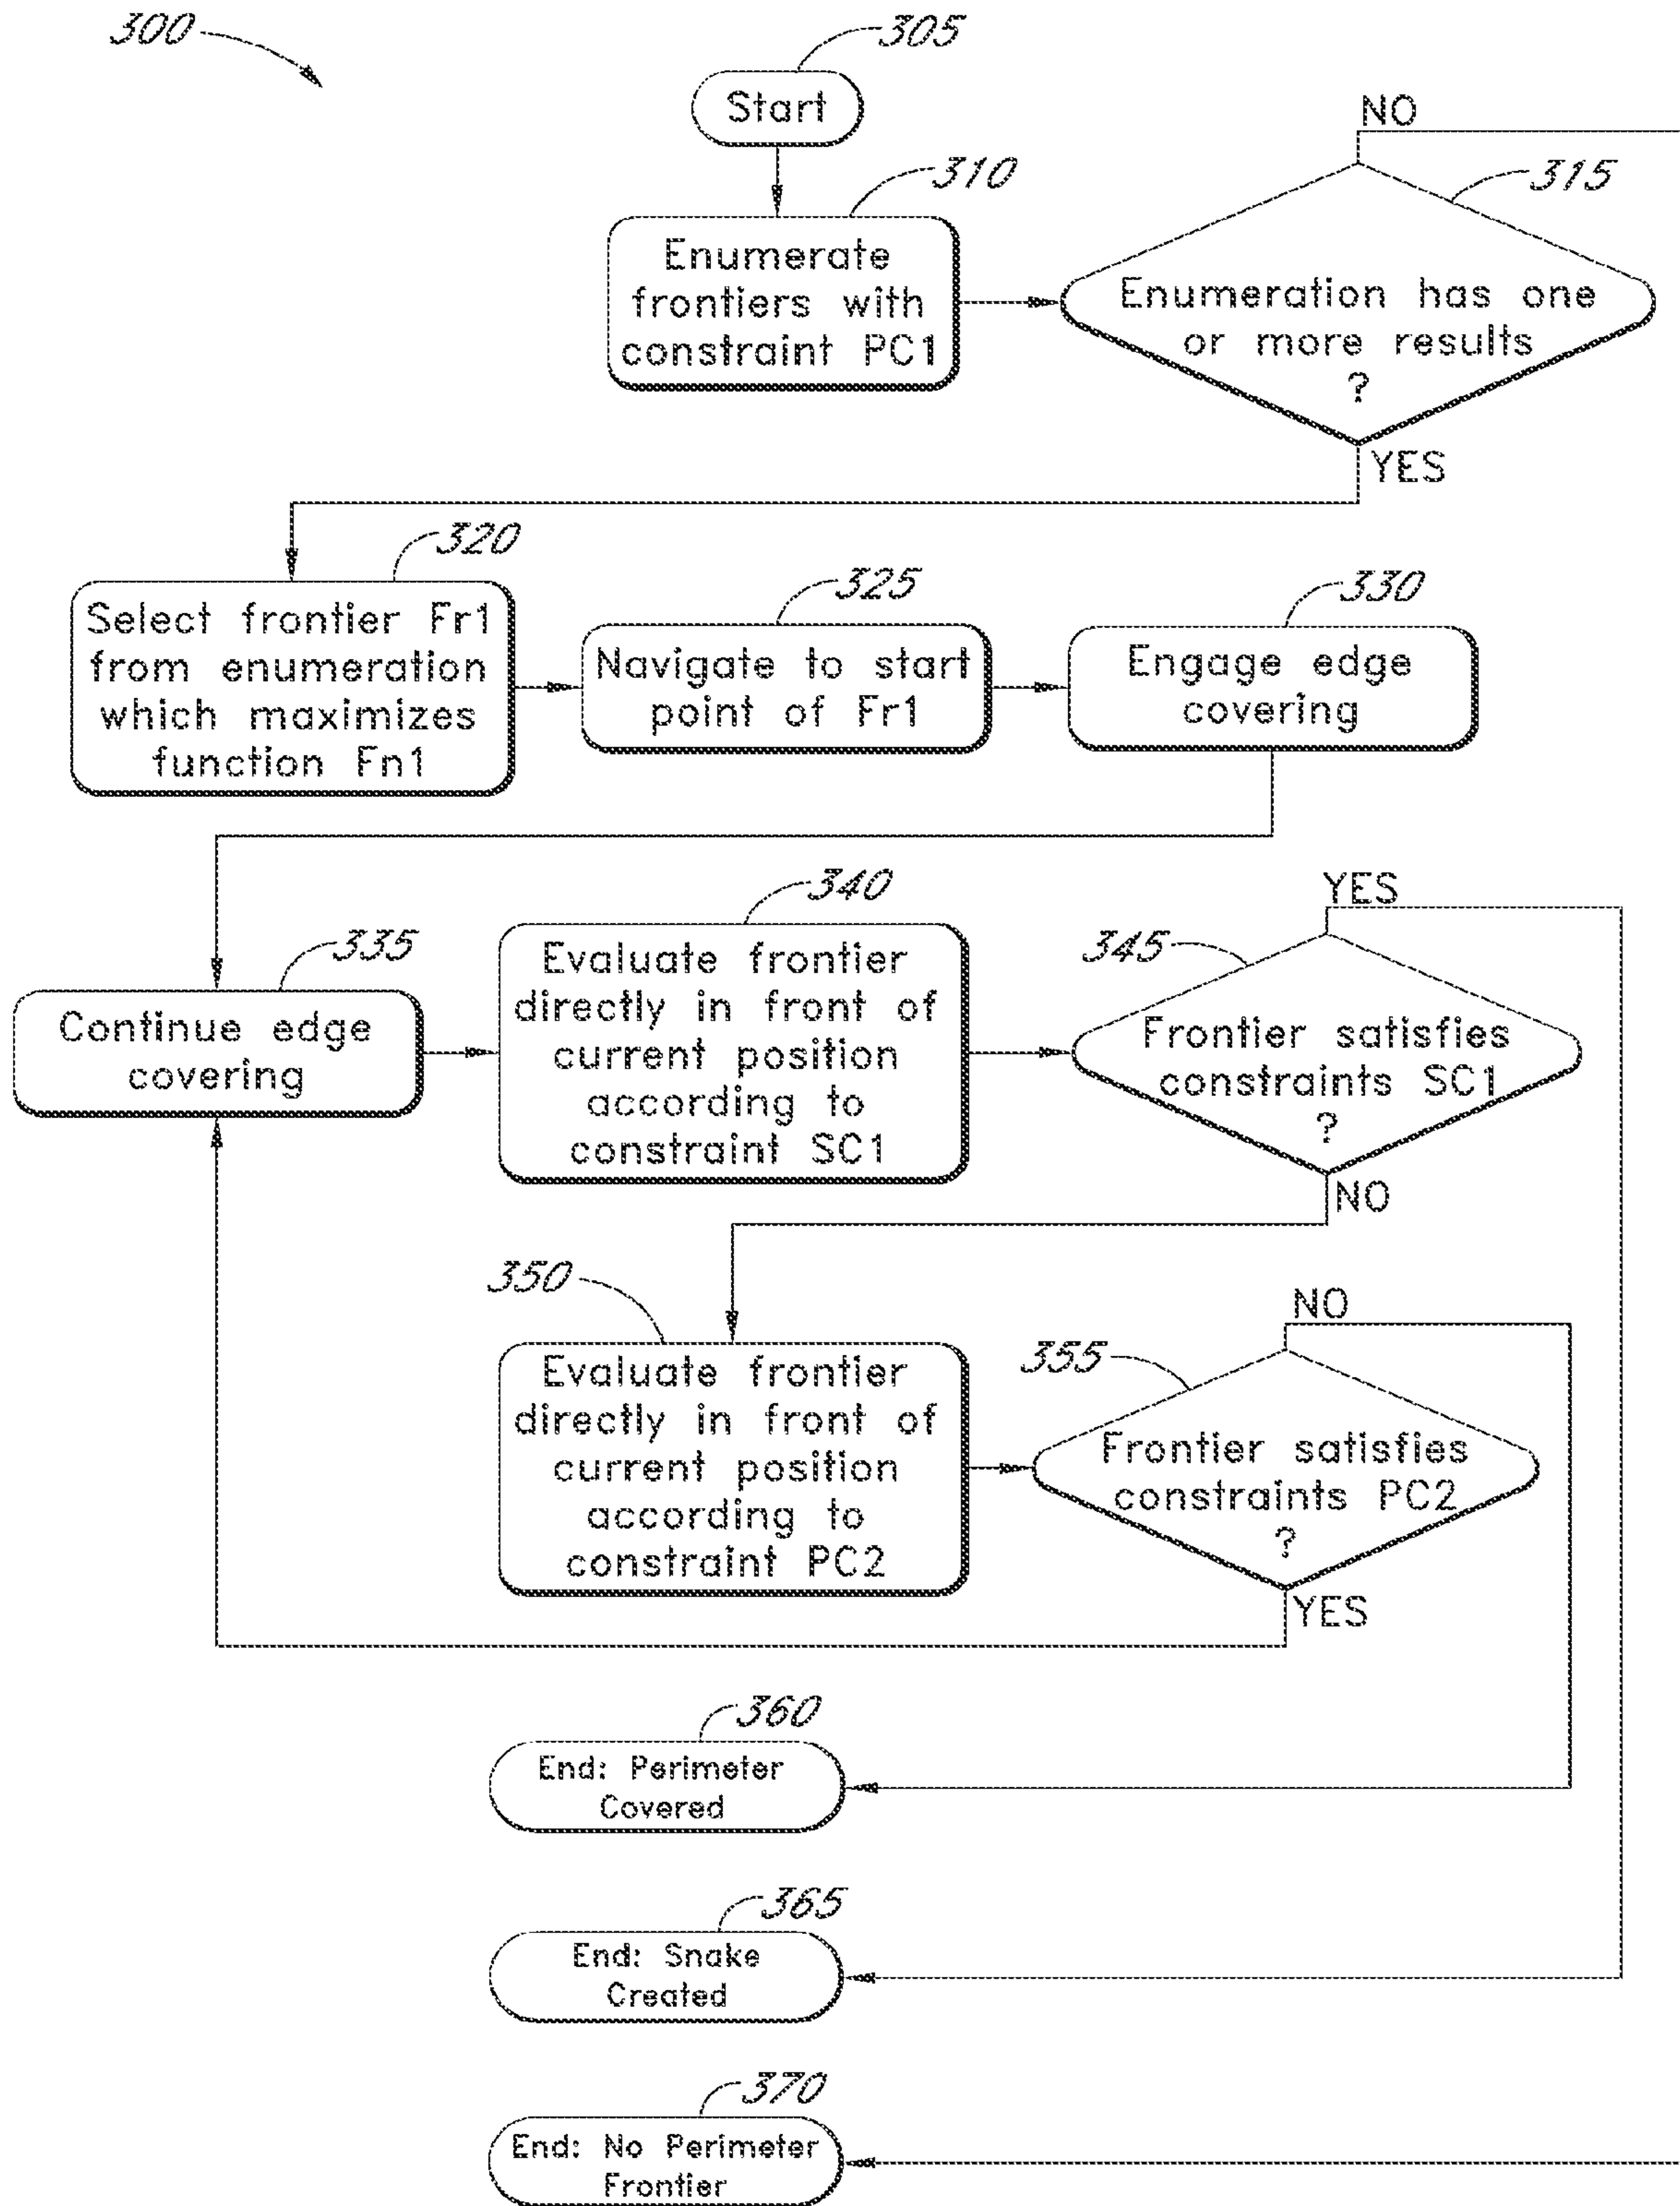 300
305
Start
NO
310
315
Enumerate
frontiers with
constraint PC1
Enumeration has one
or more results
?
YES
320
325
330
Select frontier Fr1
from enumeration
which maximizes
function Fn1
Navigate to start
point of Fr1
Engage edge
covering
335
340
YES
345
Continue edge
covering
Evaluate frontier
directly in front of
current position
according to
constraint SC1
Frontier satisfies
constraints SC1
?
NO
350
NO
355
Evaluate frontier
directly in front of
current position
according to
constraint PC2
Frontier satisfies
constraints PC2
?
YES
360
End: Perimeter
Covered
365
End: Snake
Created
370
End: No Perimeter
Frontier